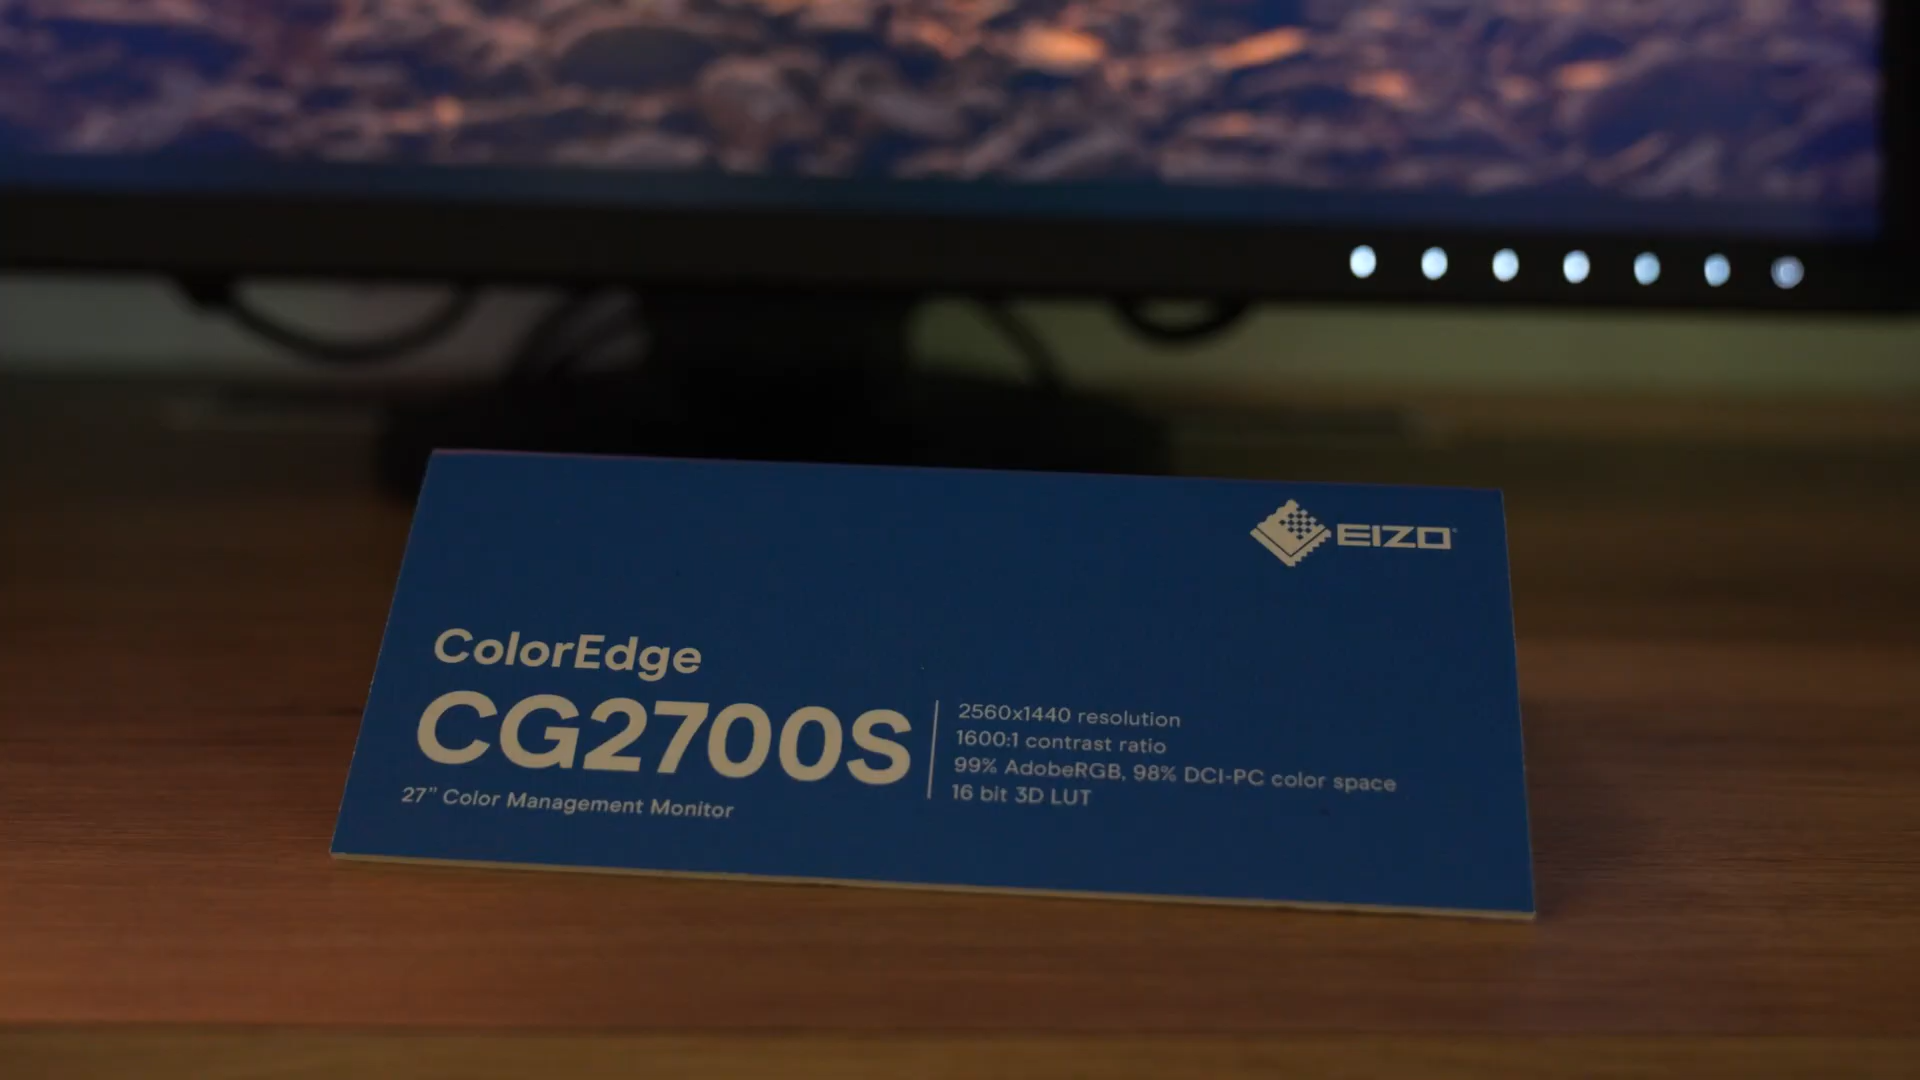 EIZO
ColorEdge
CG2700S
27" Color Management Monitor
2560x1440 resolution
1600:1 contrast ratio
99% AdobeRGB, 98% DCI-PC color space
16 bit 3D LUT